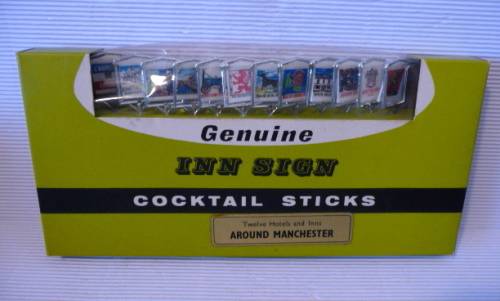 Genuine
INN SIGN
COCKTAIL STICKS
Twelve Hotels and Inns
AROUND MANCHESTER